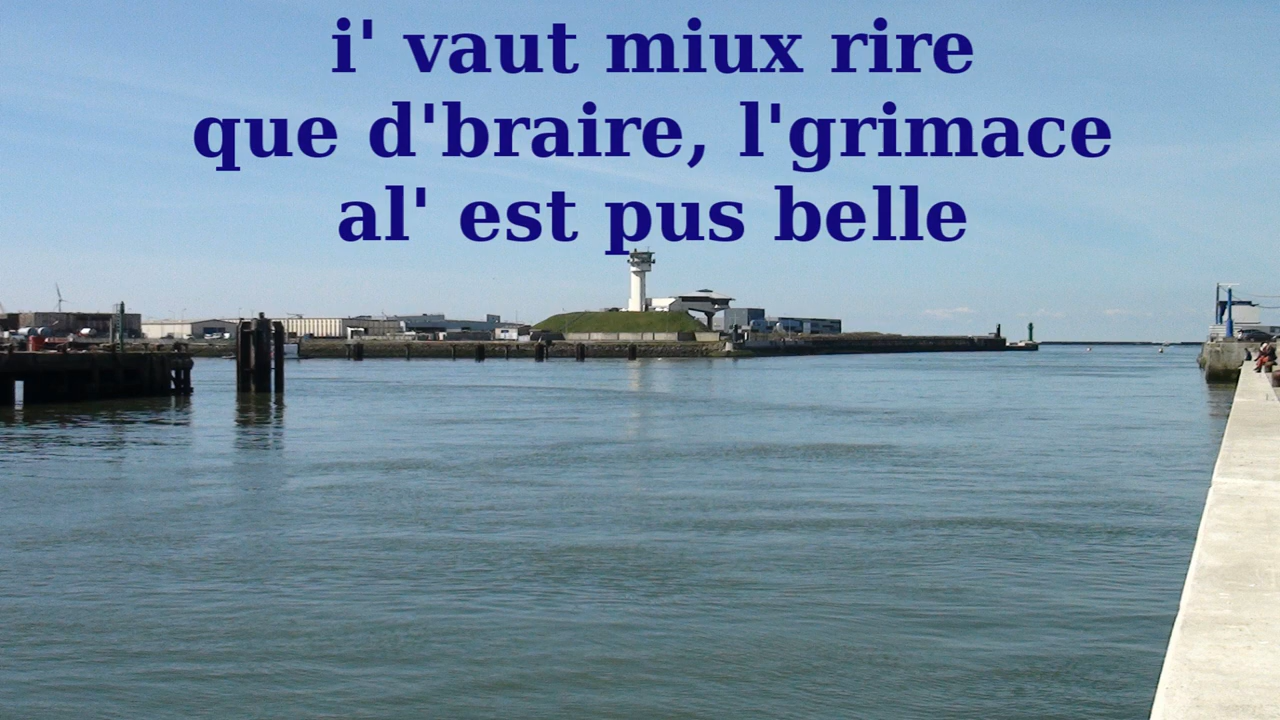 i' vaut miux rire
que d'braire, l'grimace
al' est pus belle